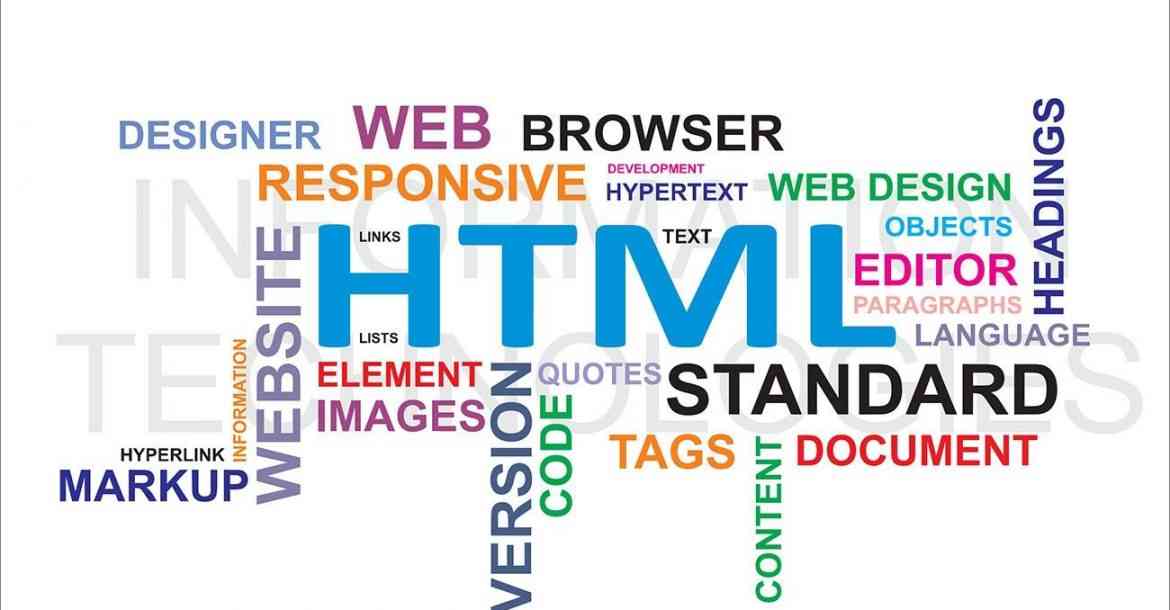 DESIGNER WEB BROWSER
RESPONSIVE DEVELOPMENT
HYPERTEXT WEB DESIGN
HEADINGS
INFORMATION
OBJECTS
LINKS
TEXT
HTML
EDITOR
PARAGRAPHS
LANGUAGE
LISTS
WEBSITE
INFORMATION
TECHNOLOGIES
ELEMENT
QUOTES
STANDARD
IMAGES
VERSION
CODE
TAGS
DOCUMENT
CONTENT
HYPERLINK
MARKUP